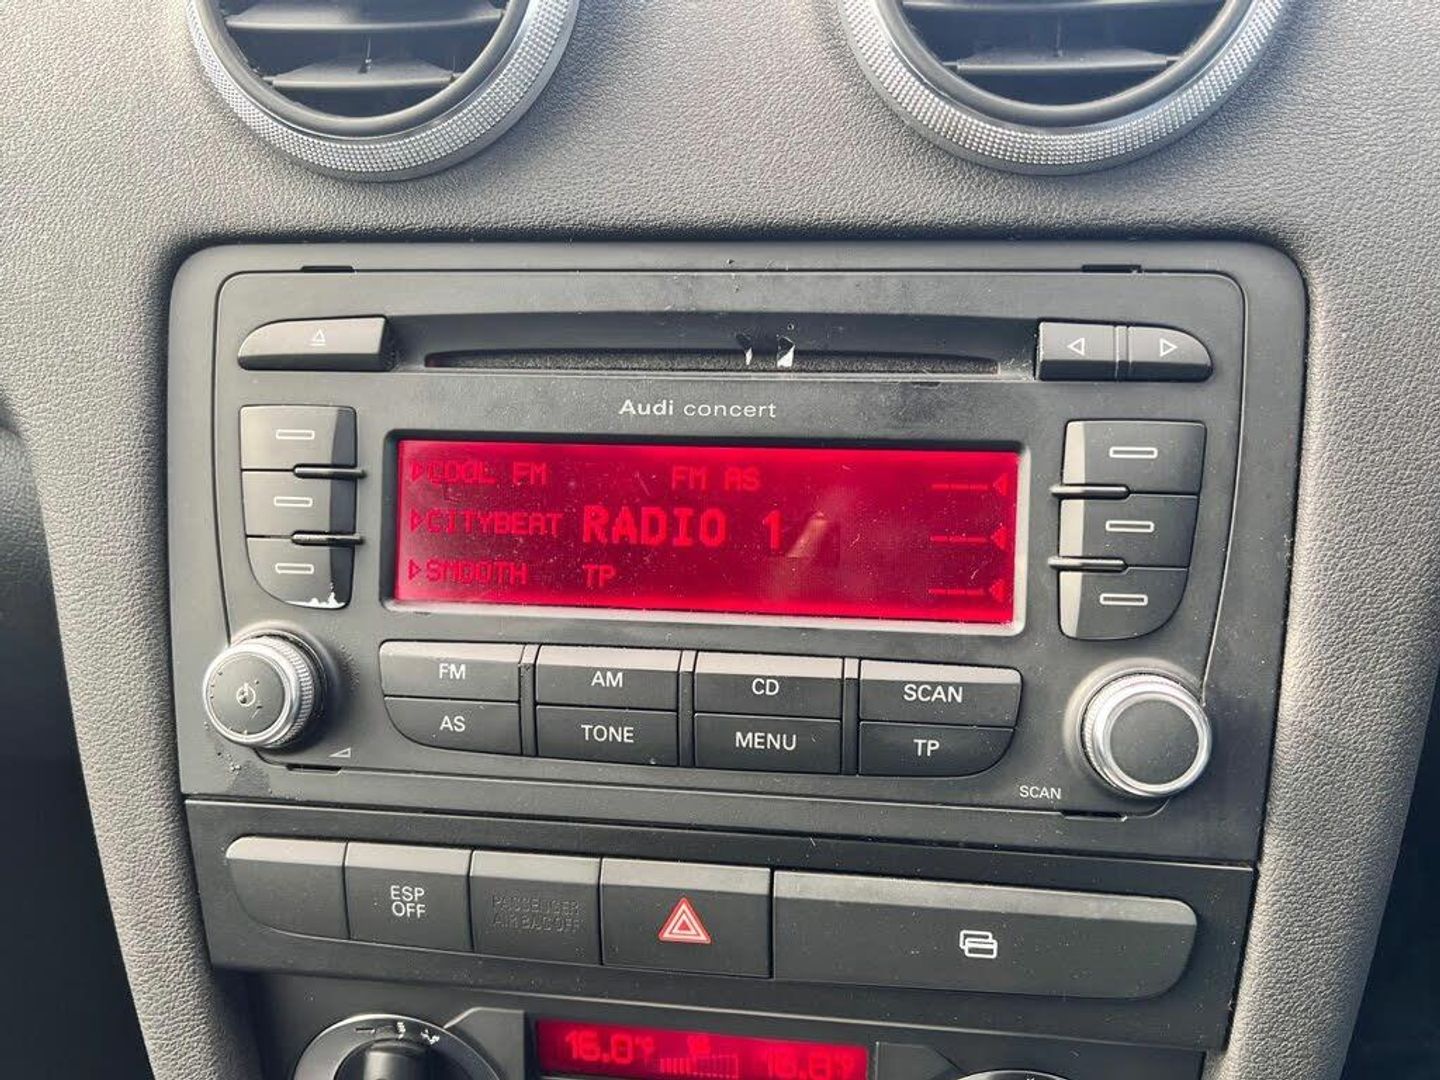 Audi concert
COOL FM FM AS
CITYBEAT RADIO 1
SMOOTH TP
FM AM CD SCAN
AS TONE MENU TP
SCAN
ESP
OFF
PASSENGER
AIRBAG OFF